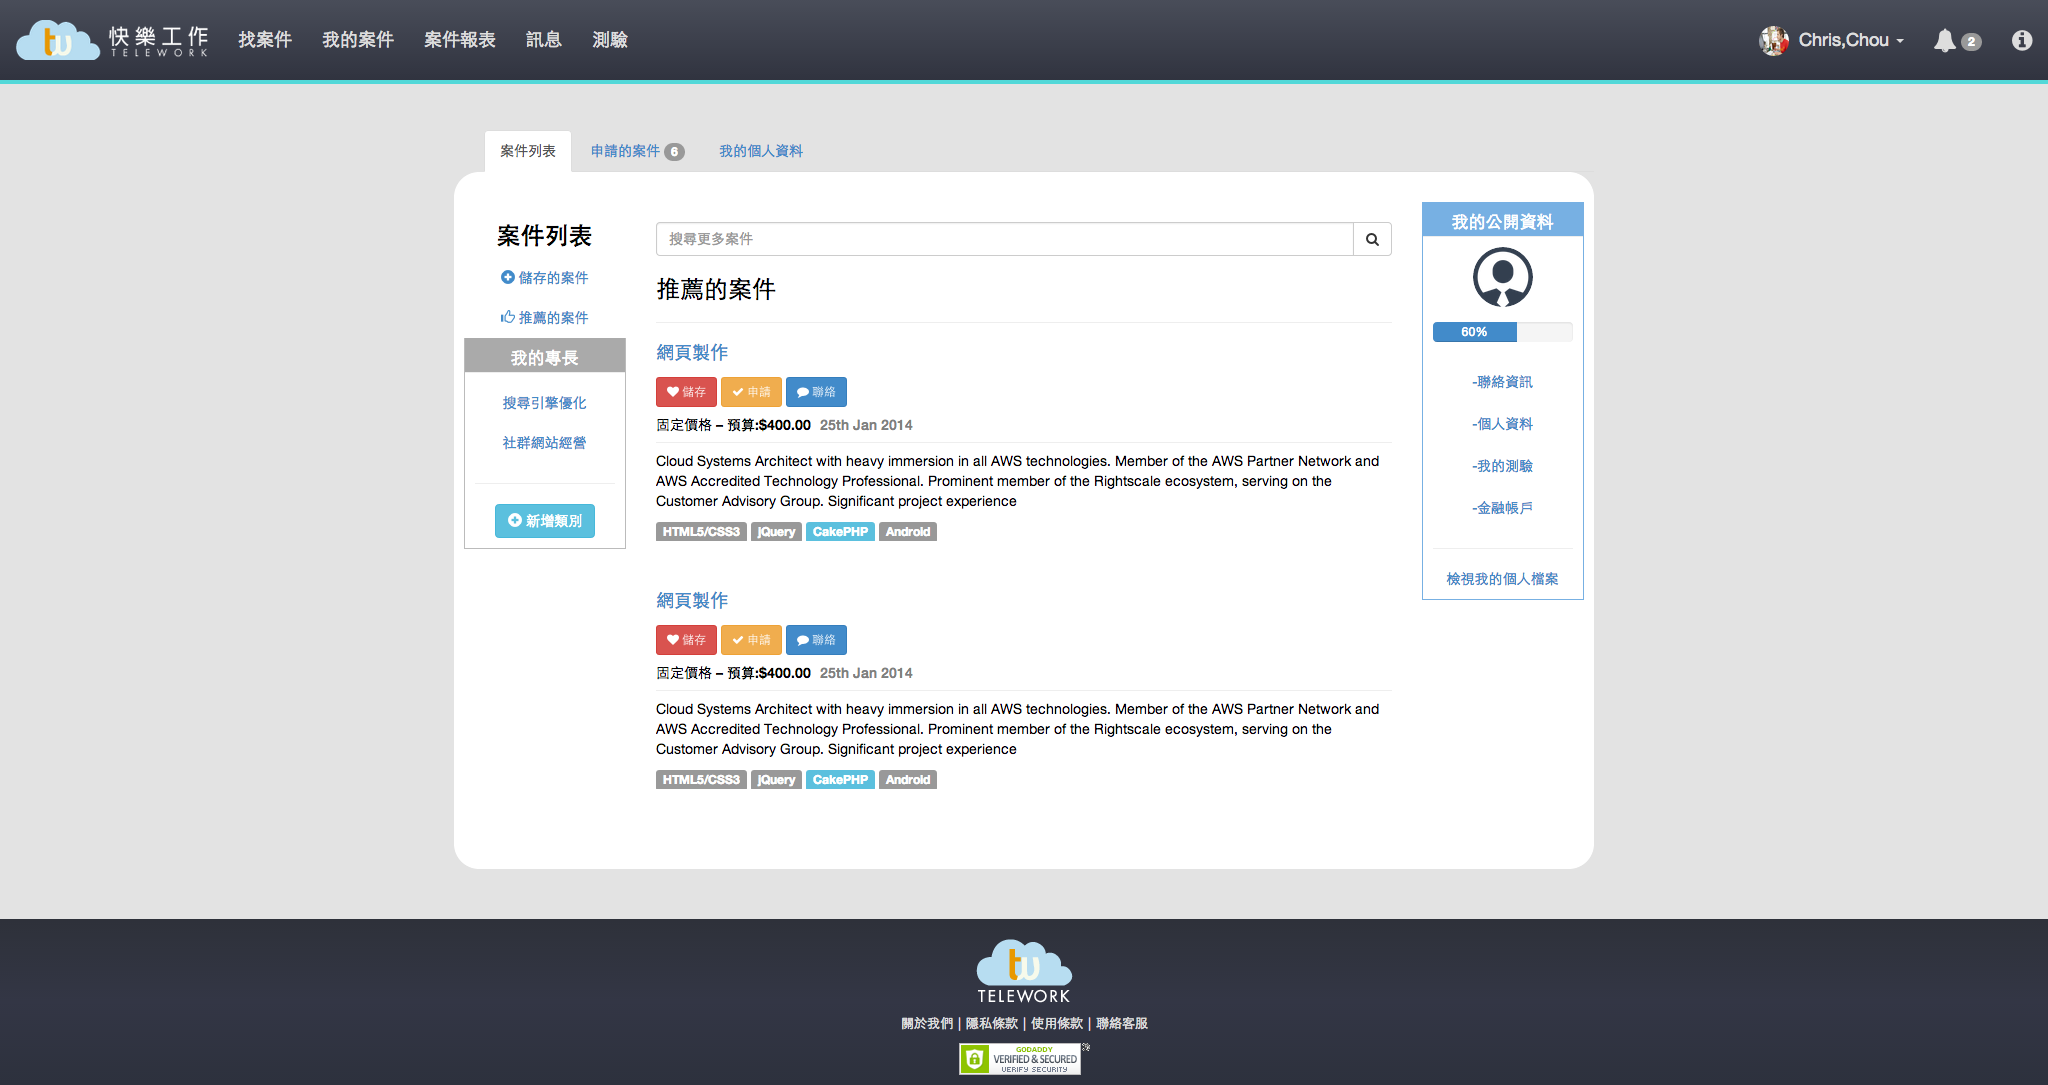 tw 快樂工作 TELEWORK 找案件 我的案件 案件報表 訊息 測驗 Chris,Chou 2
案件列表 申請的案件 6 我的個人資料
案件列表
儲存的案件
推薦的案件
我的專長
搜尋引擎優化
社群網站經營
新增類別
搜尋更多案件
推薦的案件
網頁製作
儲存 申請 聯絡
固定價格 – 預算:$400.00 25th Jan 2014
Cloud Systems Architect with heavy immersion in all AWS technologies. Member of the AWS Partner Network and
AWS Accredited Technology Professional. Prominent member of the Rightscale ecosystem, serving on the
Customer Advisory Group. Significant project experience
HTML5/CSS3 jQuery CakePHP Android
網頁製作
儲存 申請 聯絡
固定價格 – 預算:$400.00 25th Jan 2014
Cloud Systems Architect with heavy immersion in all AWS technologies. Member of the AWS Partner Network and
AWS Accredited Technology Professional. Prominent member of the Rightscale ecosystem, serving on the
Customer Advisory Group. Significant project experience
HTML5/CSS3 jQuery CakePHP Android
我的公開資料
60%
-聯絡資訊
-個人資料
-我的測驗
-金融帳戶
檢視我的個人檔案
tw
TELEWORK
關於我們 | 隱私條款 | 使用條款 | 聯絡客服
GODADDY
VERIFIED & SECURED
VERIFY SECURITY